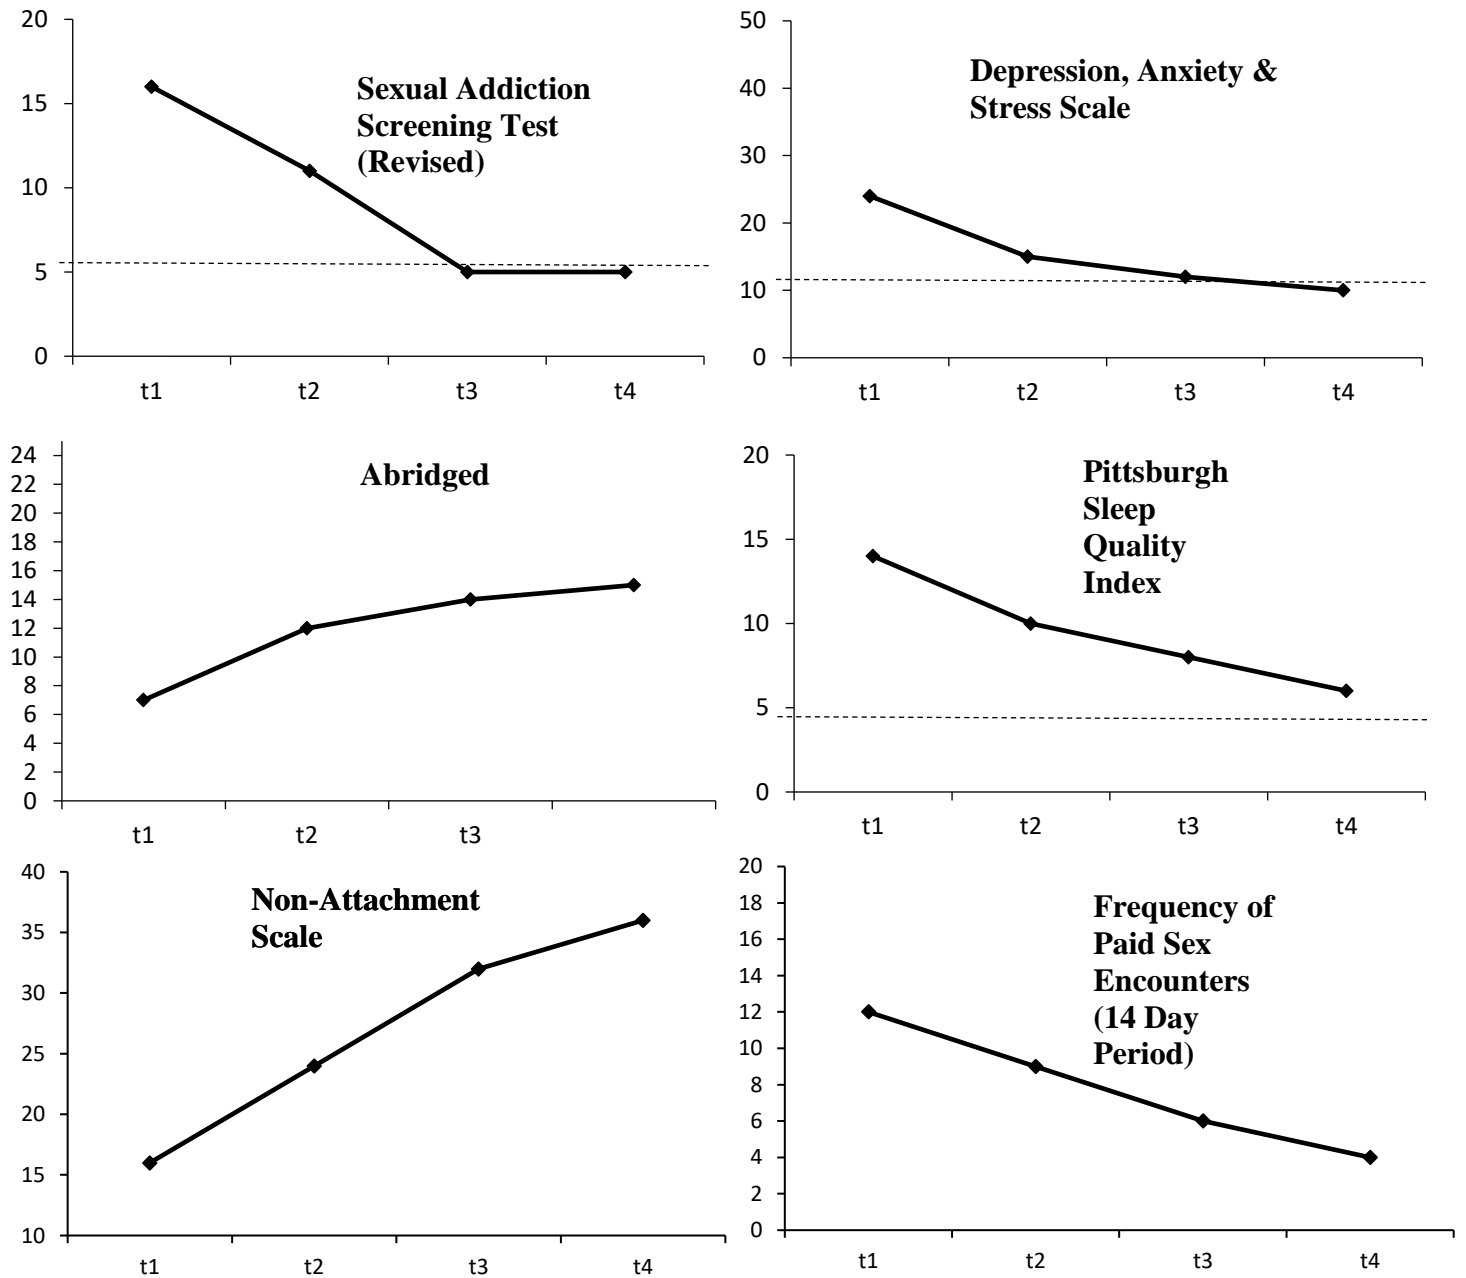 20
15
10
5
0
t1 t2 t3 t4
Sexual Addiction
Screening Test
(Revised)
50
40
30
20
10
0
t1 t2 t3 t4
Depression, Anxiety &
Stress Scale
24
22
20
18
16
14
12
10
8
6
4
2
0
t1 t2 t3
Abridged
20
15
10
5
0
t1 t2 t3 t4
Pittsburgh
Sleep
Quality
Index
40
35
30
25
20
15
10
t1 t2 t3 t4
Non-Attachment
Scale
20
18
16
14
12
10
8
6
4
2
0
t1 t2 t3 t4
Frequency of
Paid Sex
Encounters
(14 Day
Period)